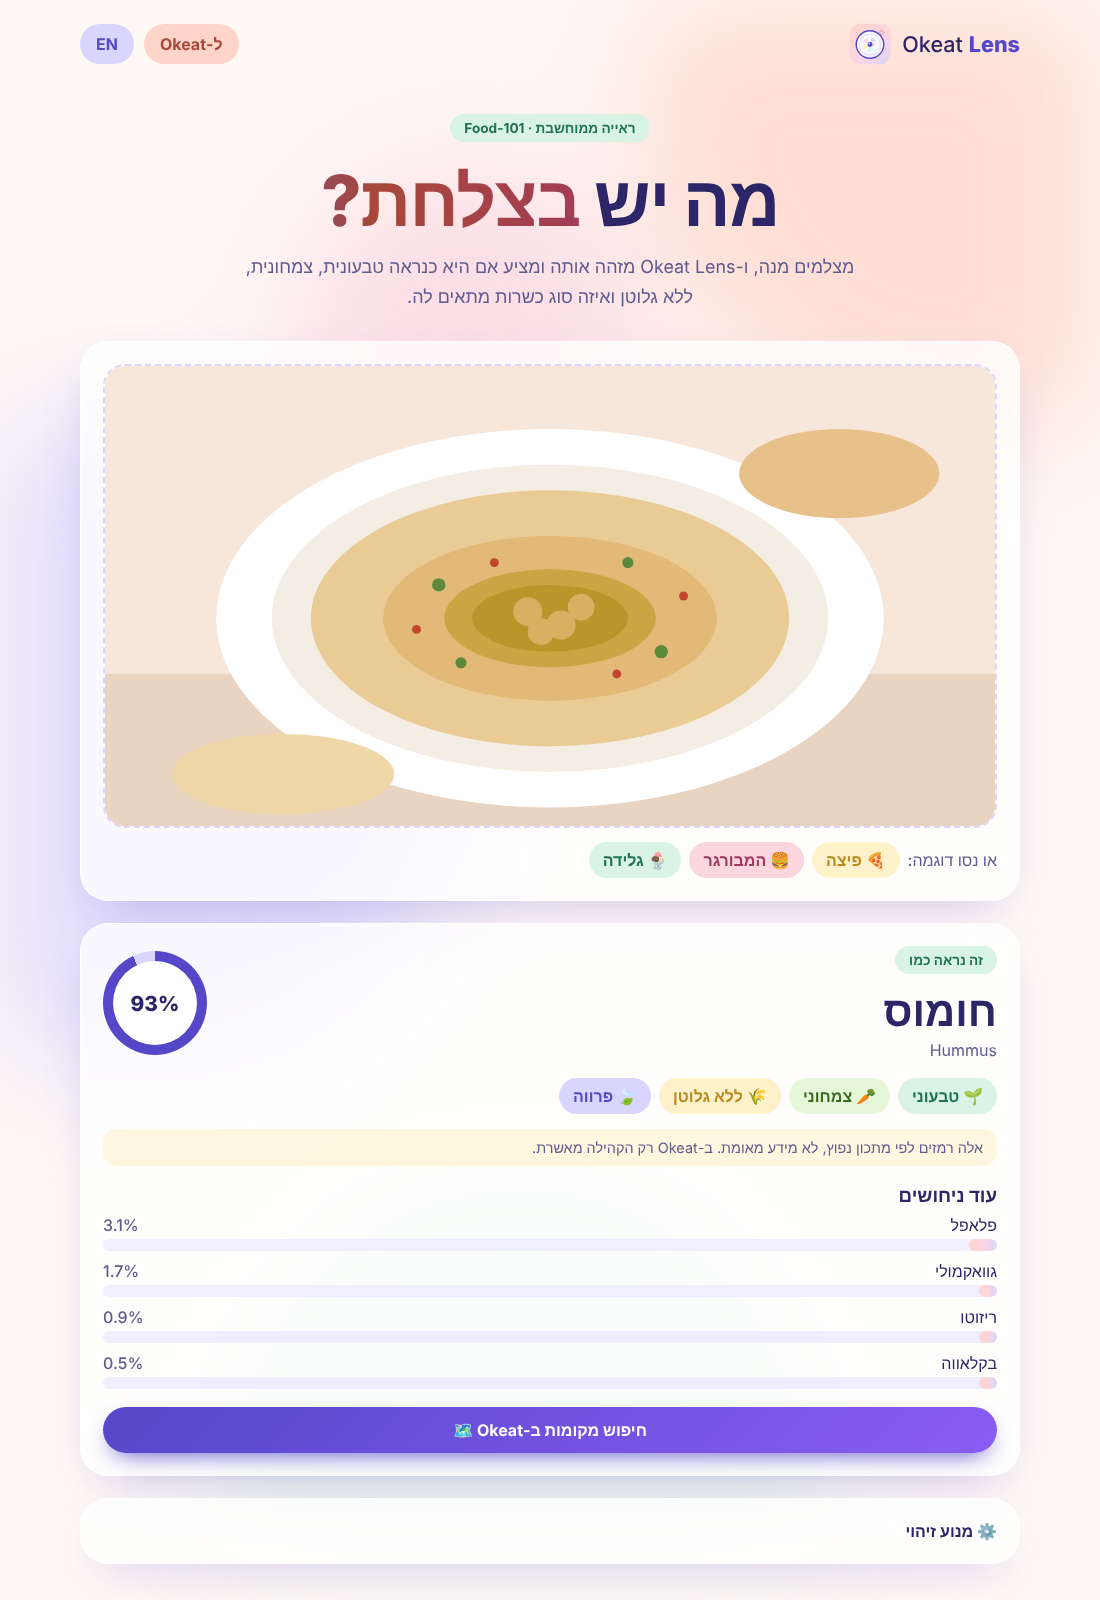 Okeat Lens
ל-Okeat
EN
ראייה ממוחשבת · Food-101
מה יש בצלחת?
מצלמים מנה, ו-Okeat Lens מזהה אותה ומציע אם היא כנראה טבעונית, צמחונית,
ללא גלוטן ואיזה סוג כשרות מתאים לה.
או נסו דוגמה: 🍕 פיצה 🍔 המבורגר 🍨 גלידה
זה נראה כמו
חומוס
Hummus
93%
🌱 טבעוני 🥕 צמחוני 🌾 ללא גלוטן 🍃 פרווה
אלה רמזים לפי מתכון נפוץ, לא מידע מאומת. ב-Okeat רק הקהילה מאשרת.
עוד ניחושים
פלאפל 3.1%
גוואקמולי 1.7%
ריזוטו 0.9%
בקלאווה 0.5%
חיפוש מקומות ב-Okeat 🗺️
⚙️ מנוע זיהוי